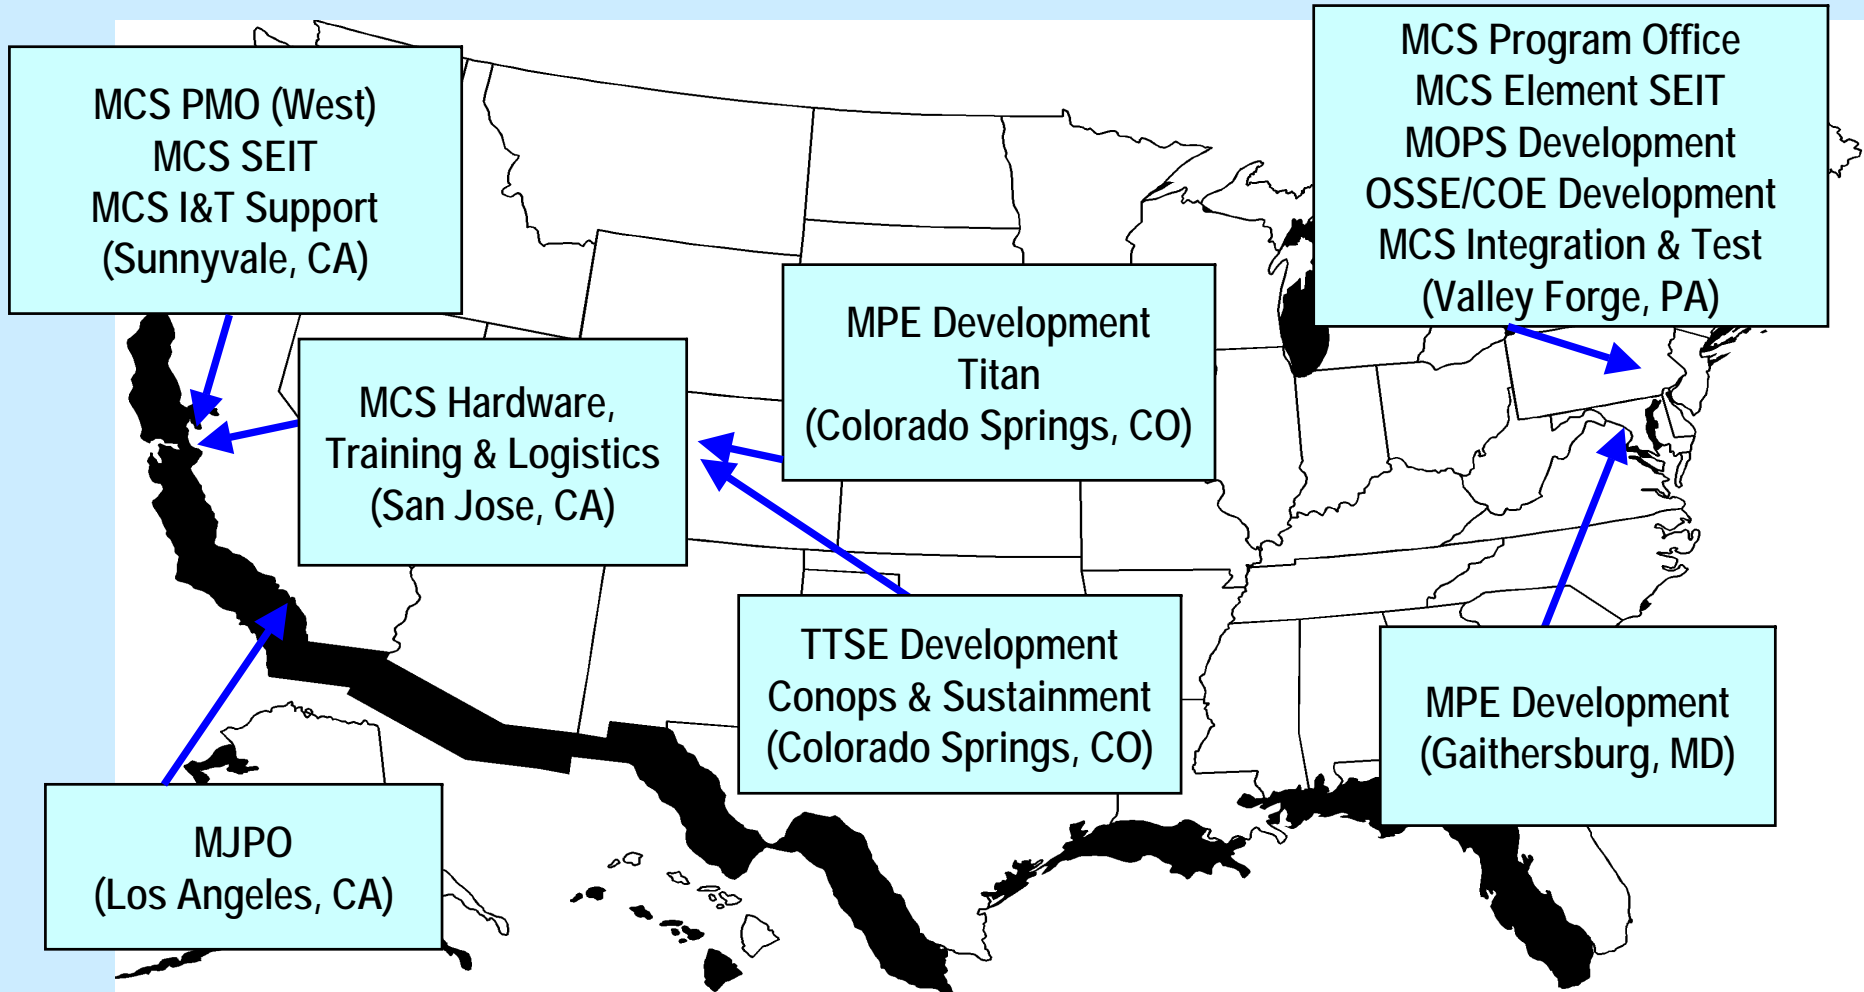 MCS PMO (West)
MCS SEIT
MCS I&T Support
(Sunnyvale, CA)
MCS Program Office
MCS Element SEIT
MOPS Development
OSSE/COE Development
MCS Integration & Test
(Valley Forge, PA)
MPE Development
Titan
(Colorado Springs, CO)
MCS Hardware,
Training & Logistics
(San Jose, CA)
TTSE Development
Conops & Sustainment
(Colorado Springs, CO)
MPE Development
(Gaithersburg, MD)
MJPO
(Los Angeles, CA)